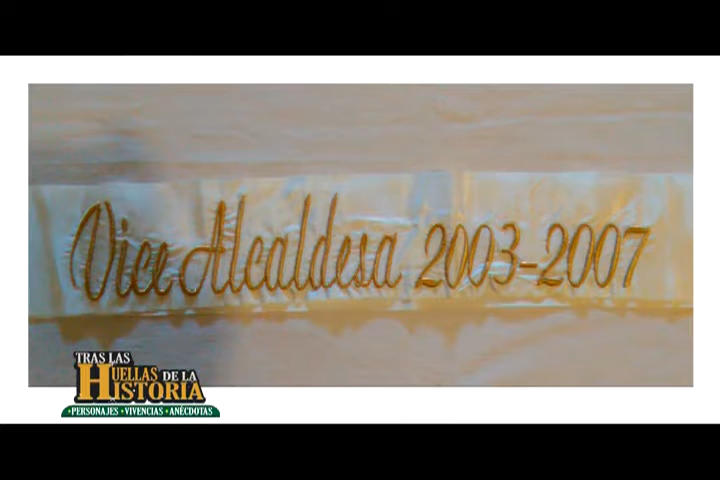 Vice Alcaldesa 2003-2007
TRAS LAS
HUELLAS DE LA
HISTORIA
•PERSONAJES •VIVENCIAS •ANÉCDOTAS